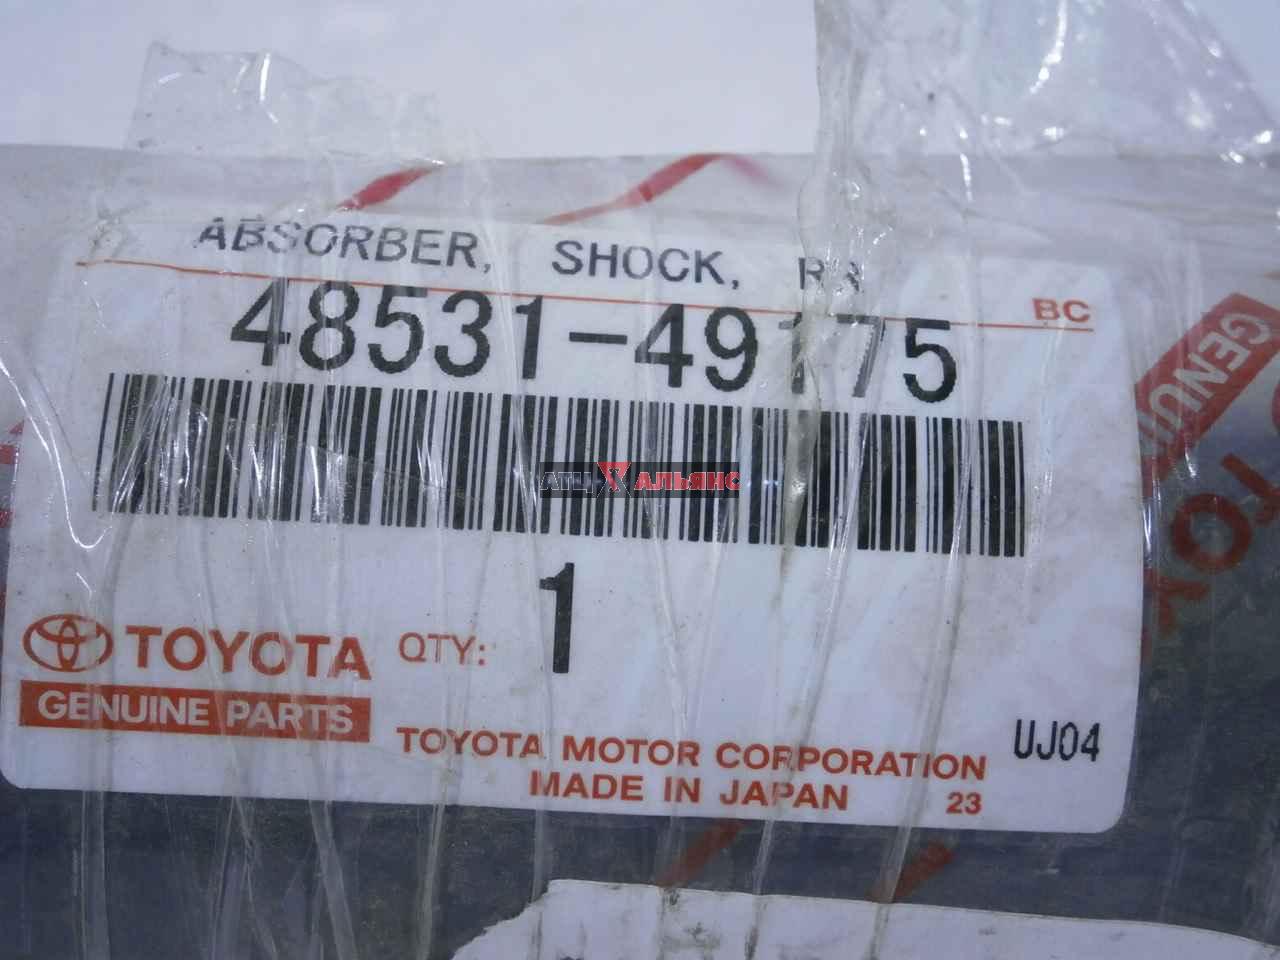 ABSORBER, SHOCK, RR
BC
48531-49175
АТЦ АЛЬЯНС
1
TOYOTA QTY:
GENUINE PARTS
TOYOTA MOTOR CORPORATION
UJ04
MADE IN JAPAN 23